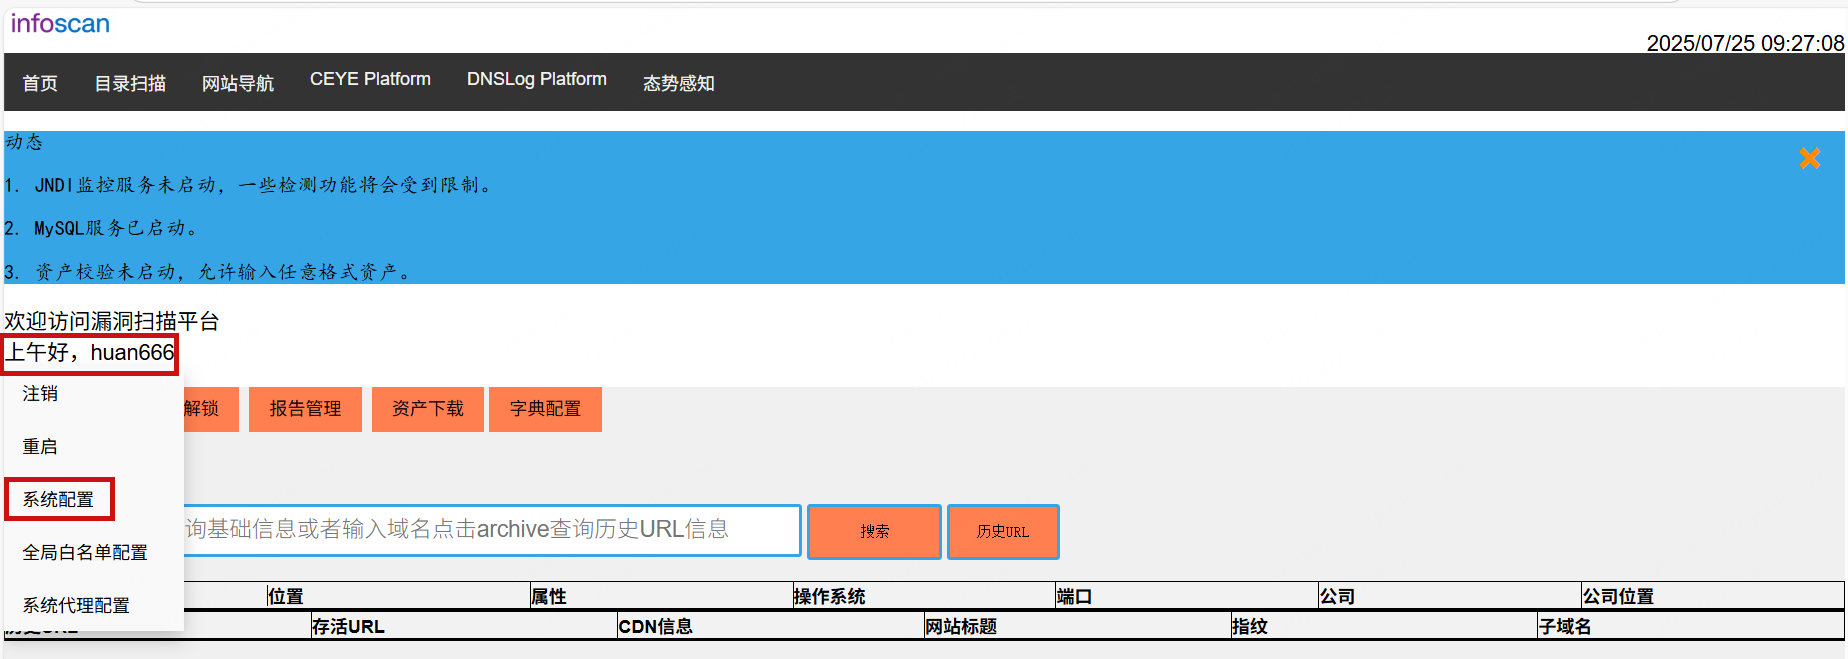 infoscan
2025/07/25 09:27:08
首页 目录扫描 网站导航 CEYE Platform DNSLog Platform 态势感知
动态
1. JNDI监控服务未启动，一些检测功能将会受到限制。
2. MySQL服务已启动。
3. 资产校验未启动，允许输入任意格式资产。
欢迎访问漏洞扫描平台
上午好，huan666
注销
解锁 报告管理 资产下载 字典配置
重启
系统配置
询基础信息或者输入域名点击archive查询历史URL信息 搜索 历史URL
全局白名单配置
系统代理配置
位置 属性 操作系统 端口 公司 公司位置
存活URL CDN信息 网站标题 指纹 子域名